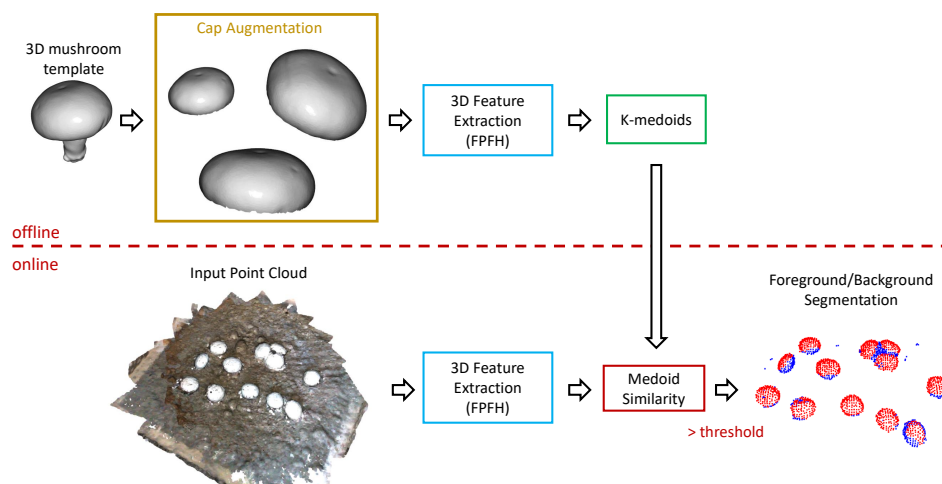 Cap Augmentation
3D mushroom
template
3D Feature
Extraction
(FPFH)
K-medoids
offline
online
Input Point Cloud
Foreground/Background
Segmentation
3D Feature
Extraction
(FPFH)
Medoid
Similarity
> threshold